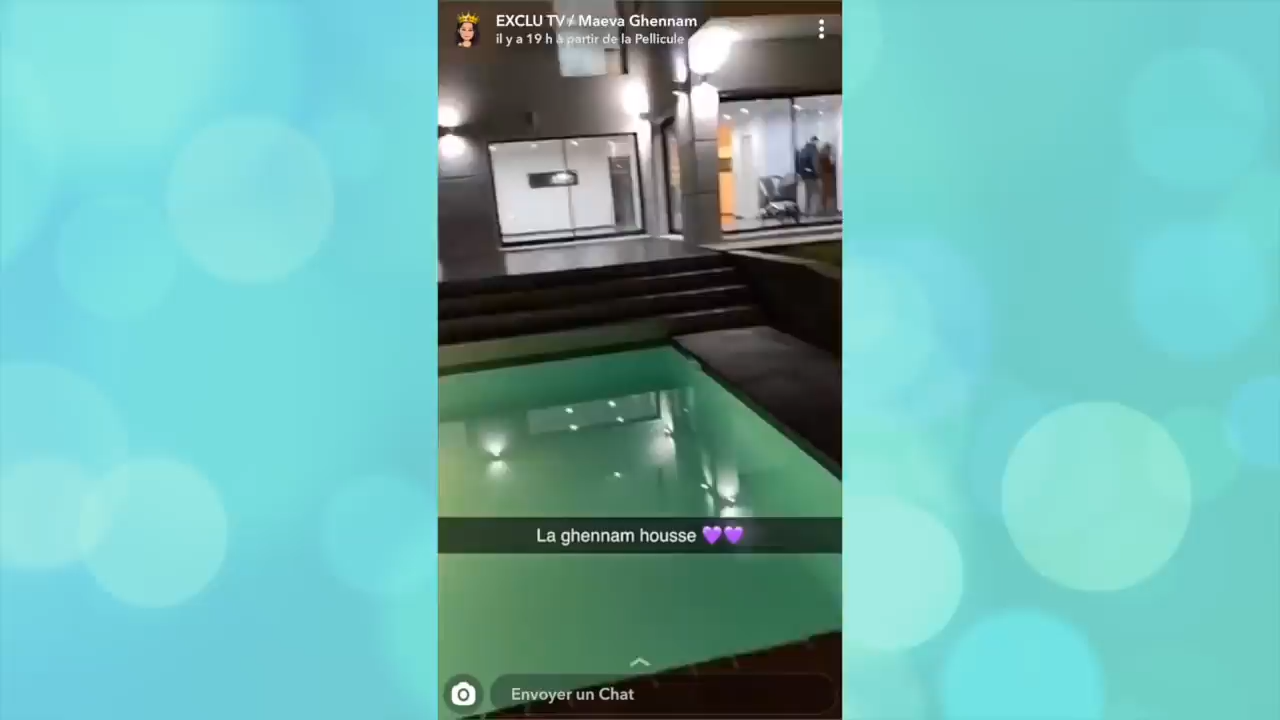 EXCLU TV / Maeva Ghennam
il y a 19 h à partir de la Pellicule
La ghennam housse 💜💜
Envoyer un Chat